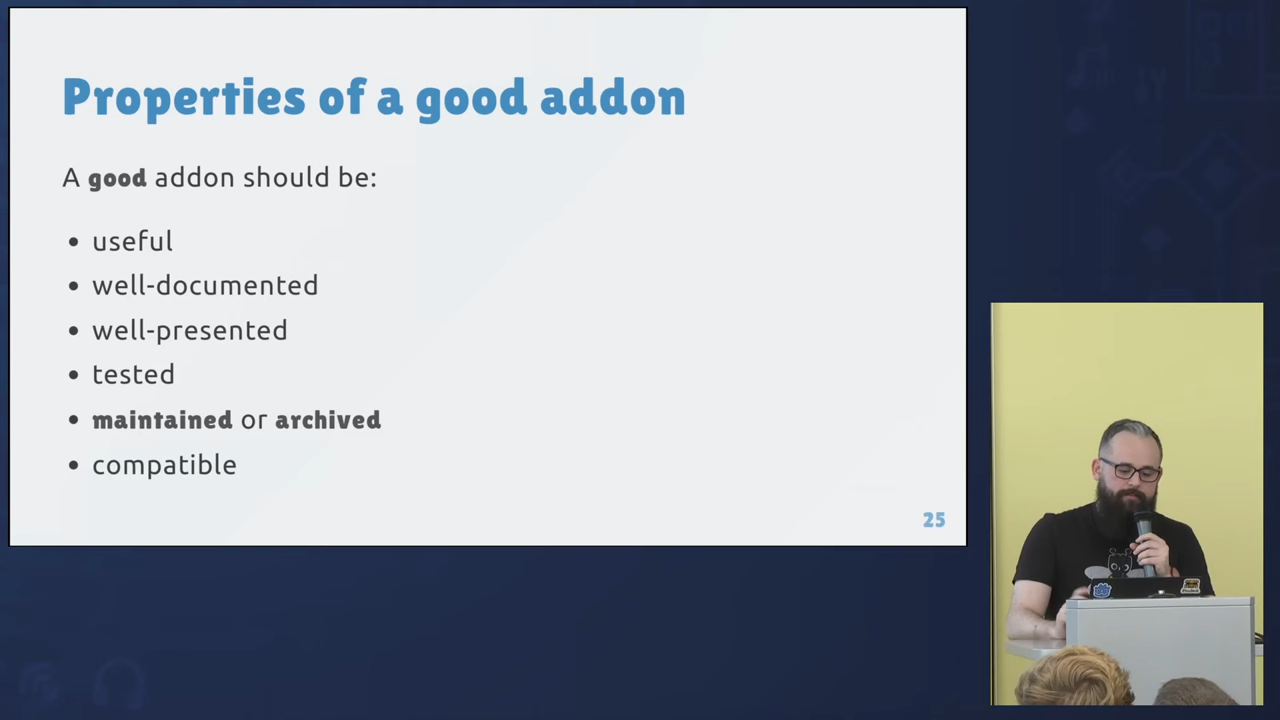 Properties of a good addon
A good addon should be:
• useful
• well-documented
• well-presented
• tested
• maintained or archived
• compatible
25